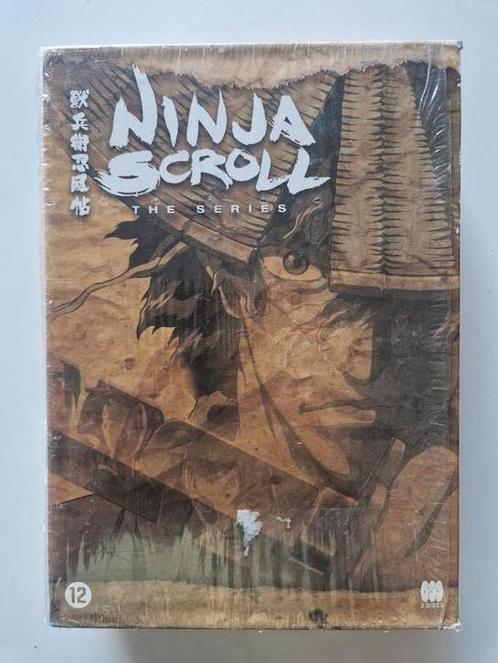 獣兵衛忍風帖
NINJA
SCROLL
THE SERIES
12
3 DISCS